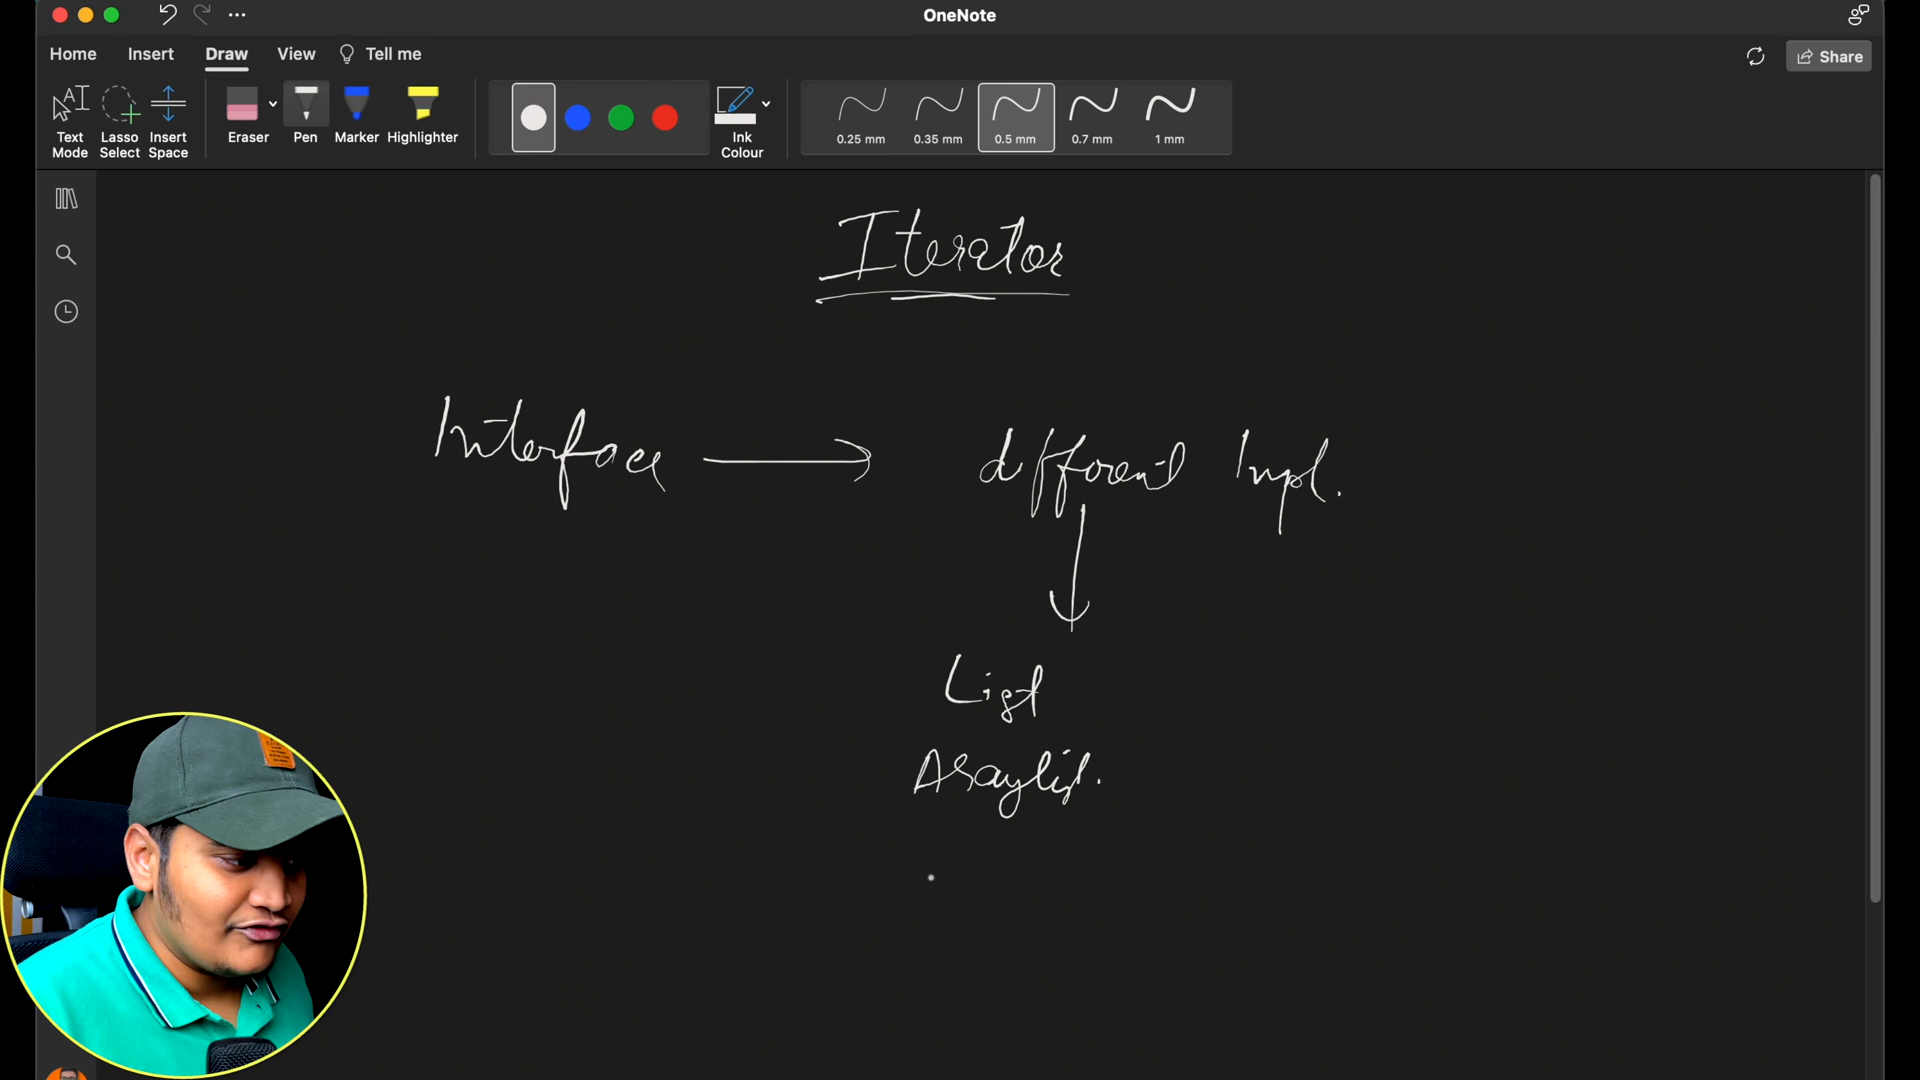 OneNote
Home Insert Draw View Tell me
Share
Text Mode
Lasso Select
Insert Space
Eraser
Pen
Marker
Highlighter
Ink Colour
0.25 mm
0.35 mm
0.5 mm
0.7 mm
1 mm
Iterator
Interface → different Impl.
List
Arraylist.